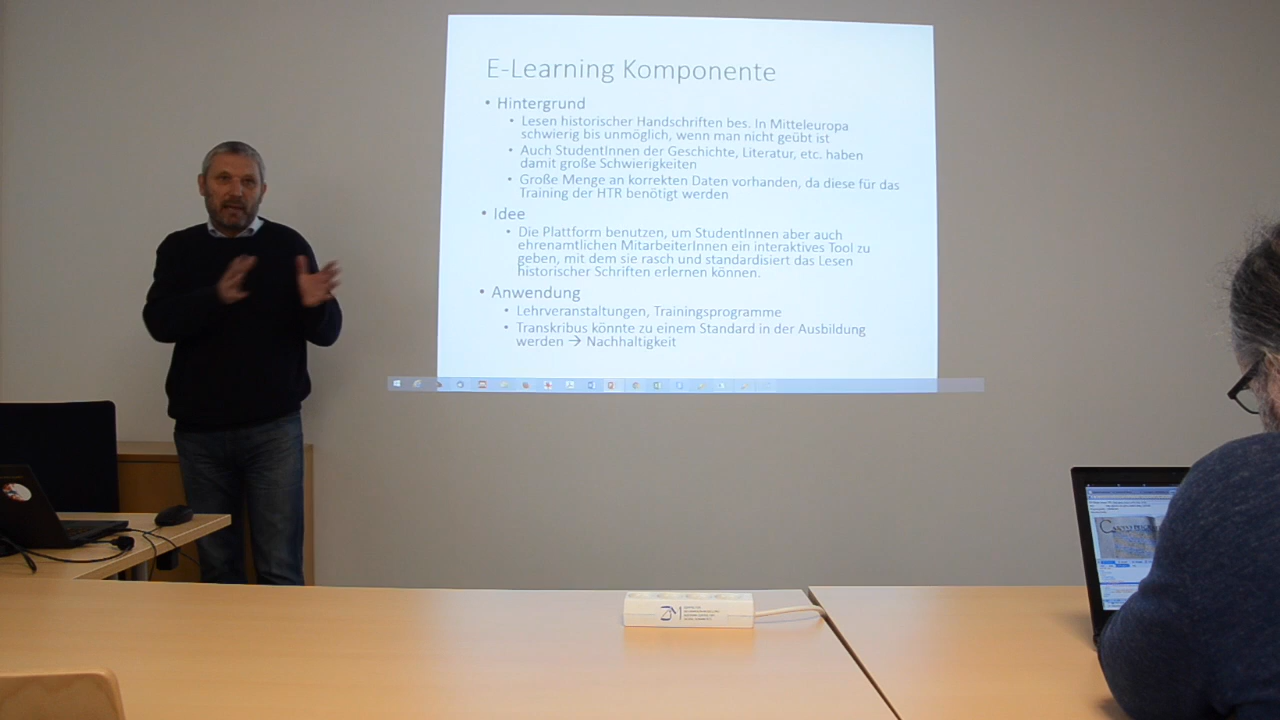 E-Learning Komponente
• Hintergrund
• Lesen historischer Handschriften bes. In Mitteleuropa
schwierig bis unmöglich, wenn man nicht geübt ist
• Auch StudentInnen der Geschichte, Literatur, etc. haben
damit große Schwierigkeiten
• Große Menge an korrekten Daten vorhanden, da diese für das
Training der HTR benötigt werden
• Idee
• Die Plattform benutzen, um StudentInnen aber auch
ehrenamtlichen MitarbeiterInnen ein interaktives Tool zu
geben, mit dem sie rasch und standardisiert das Lesen
historischer Schriften erlernen können.
• Anwendung
• Lehrveranstaltungen, Trainingsprogramme
• Transkribus könnte zu einem Standard in der Ausbildung
werden → Nachhaltigkeit